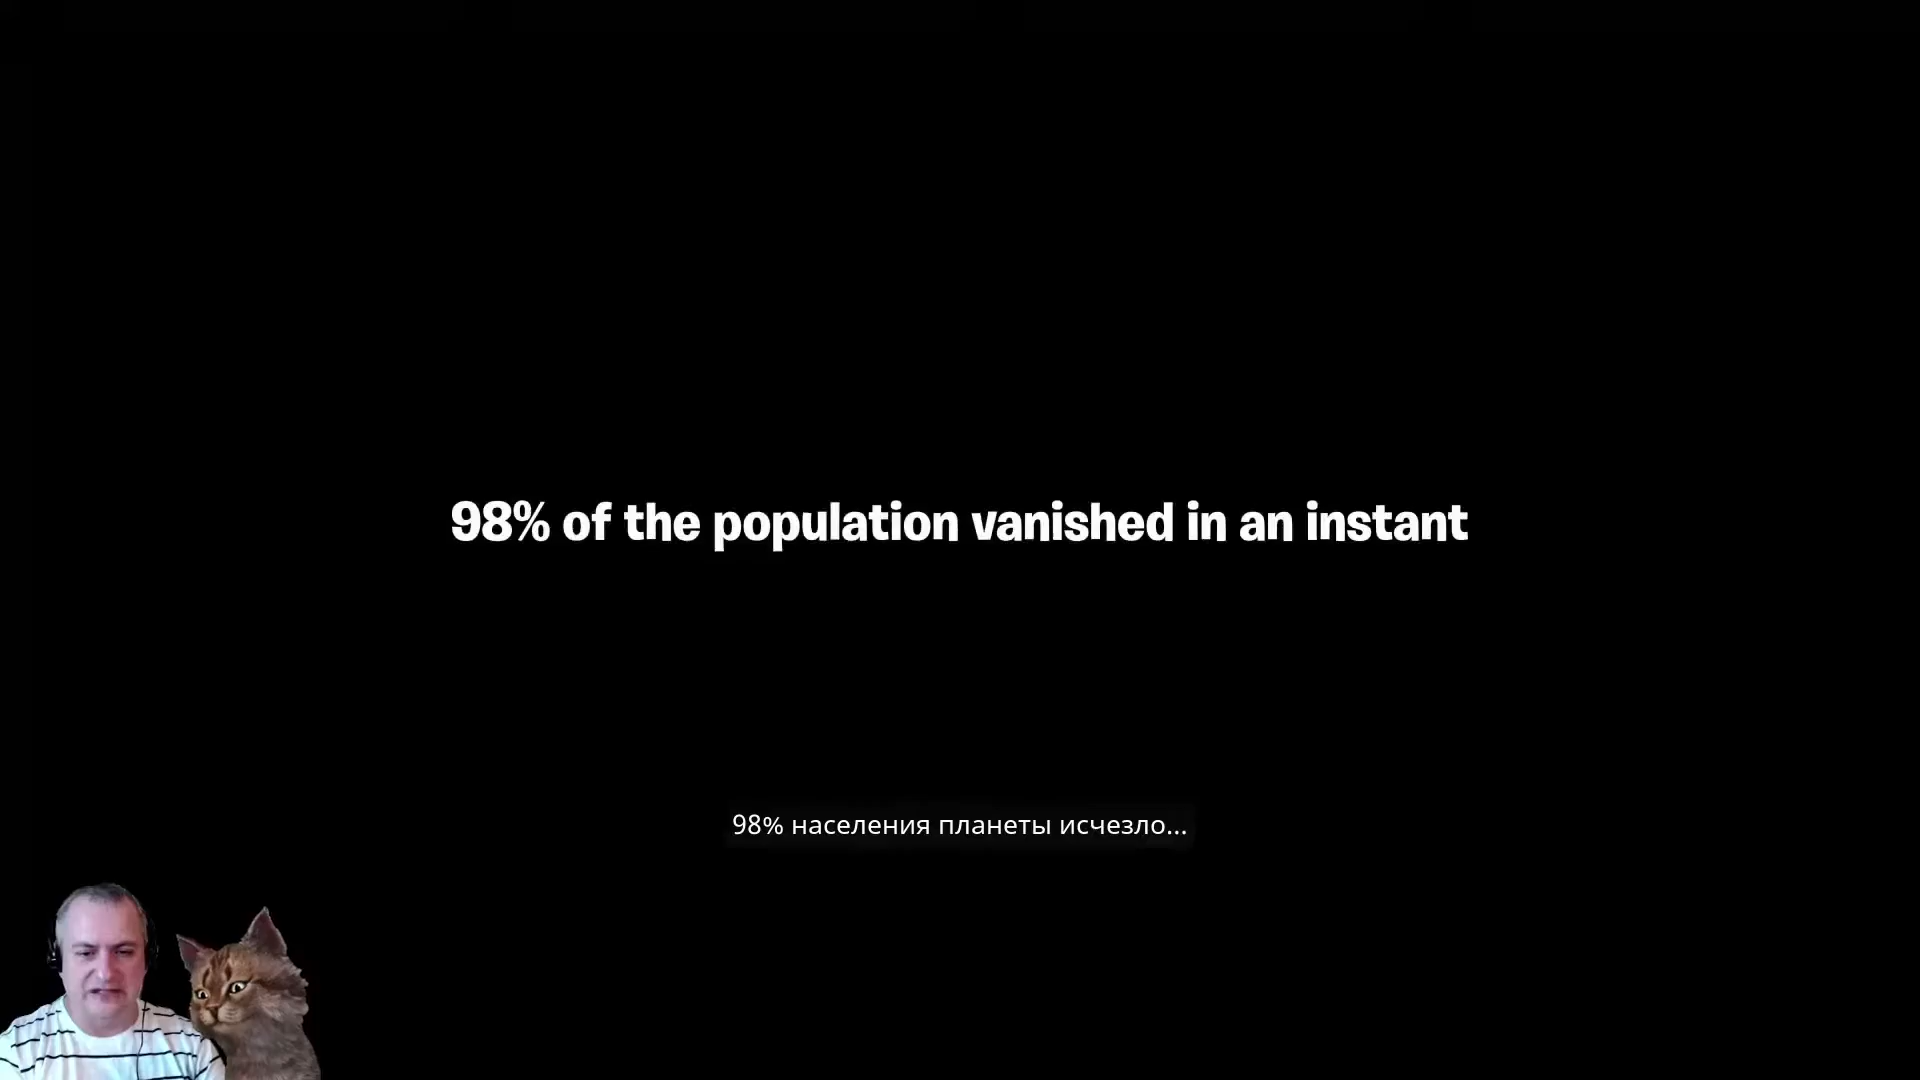 98% of the population vanished in an instant
98% населения планеты исчезло...